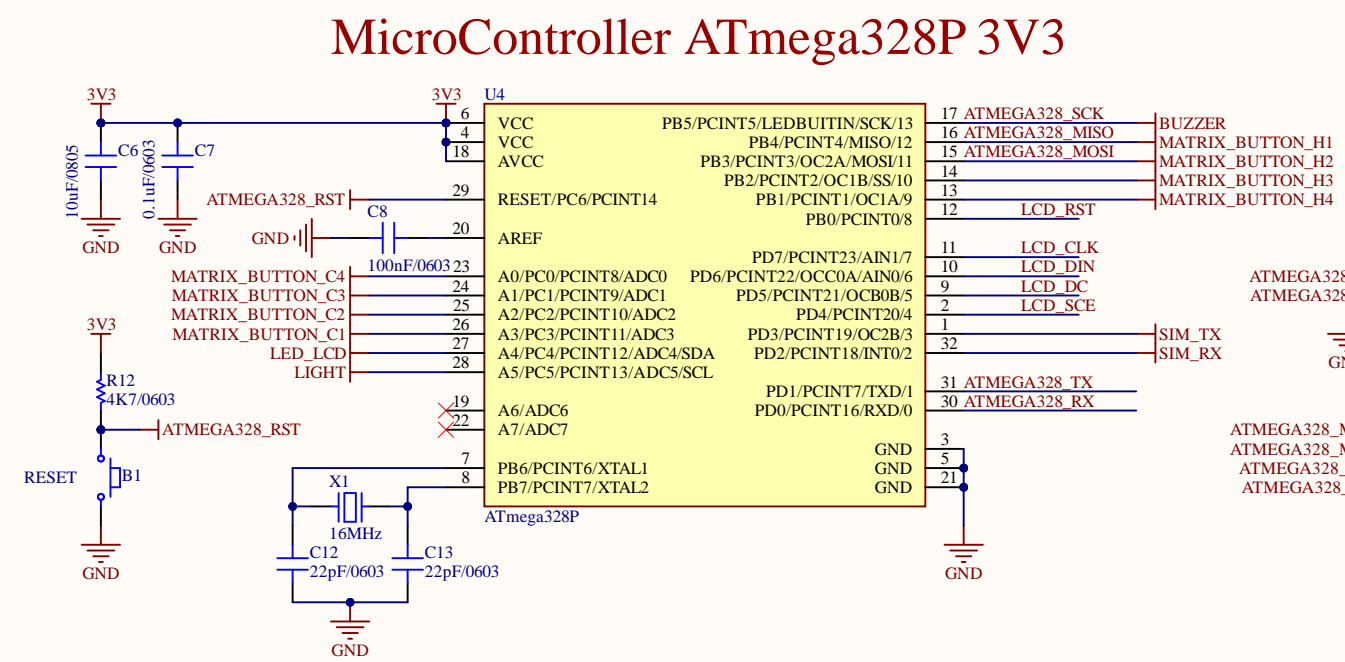 MicroController ATmega328P 3V3
3V3
3V3
U4
C6
10uF/0805
C7
0.1uF/0603
GND
GND
6 VCC
4 VCC
18 AVCC
ATMEGA328_RST 29 RESET/PC6/PCINT14
C8
GND 20 AREF
100nF/0603
MATRIX_BUTTON_C4 23 A0/PC0/PCINT8/ADC0
MATRIX_BUTTON_C3 24 A1/PC1/PCINT9/ADC1
MATRIX_BUTTON_C2 25 A2/PC2/PCINT10/ADC2
MATRIX_BUTTON_C1 26 A3/PC3/PCINT11/ADC3
LED_LCD 27 A4/PC4/PCINT12/ADC4/SDA
LIGHT 28 A5/PC5/PCINT13/ADC5/SCL
19 A6/ADC6
22 A7/ADC7
7 PB6/PCINT6/XTAL1
8 PB7/PCINT7/XTAL2
PB5/PCINT5/LEDBUITIN/SCK/13 17 ATMEGA328_SCK BUZZER
PB4/PCINT4/MISO/12 16 ATMEGA328_MISO MATRIX_BUTTON_H1
PB3/PCINT3/OC2A/MOSI/11 15 ATMEGA328_MOSI MATRIX_BUTTON_H2
PB2/PCINT2/OC1B/SS/10 14 MATRIX_BUTTON_H3
PB1/PCINT1/OC1A/9 13 MATRIX_BUTTON_H4
PB0/PCINT0/8 12 LCD_RST
PD7/PCINT23/AIN1/7 11 LCD_CLK
PD6/PCINT22/OCC0A/AIN0/6 10 LCD_DIN
PD5/PCINT21/OCB0B/5 9 LCD_DC
PD4/PCINT20/4 2 LCD_SCE
PD3/PCINT19/OC2B/3 1 SIM_TX
PD2/PCINT18/INT0/2 32 SIM_RX
PD1/PCINT7/TXD/1 31 ATMEGA328_TX
PD0/PCINT16/RXD/0 30 ATMEGA328_RX
GND 3
GND 5
GND 21
ATmega328P
GND
3V3
R12
4K7/0603
ATMEGA328_RST
RESET B1
GND
X1
16MHz
C12
22pF/0603
C13
22pF/0603
GND
ATMEGA328
ATMEGA328
ATMEGA328_
ATMEGA328_
ATMEGA328_
ATMEGA328_